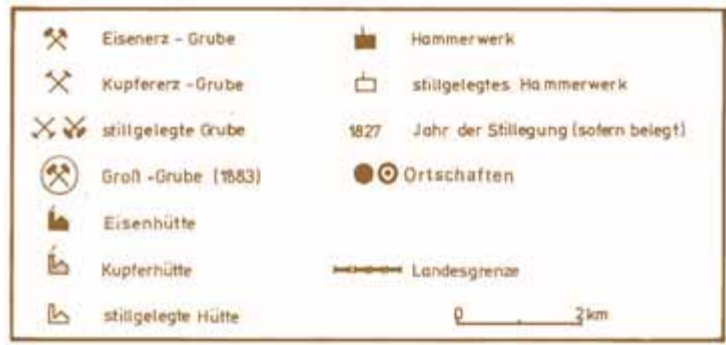 Eisenerz - Grube
Kupfererz - Grube
stillgelegte Grube
Groß - Grube (1883)
Eisenhütte
Kupferhütte
stillgelegte Hütte
Hammerwerk
stillgelegtes Hammerwerk
1827 Jahr der Stillegung (sofern belegt)
Ortschaften
Landesgrenze
0 2 km